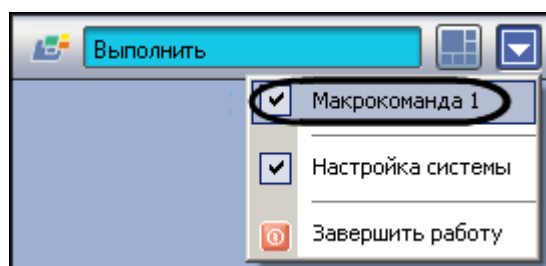 Выполнить
Макрокоманда 1
Настройка системы
Завершить работу